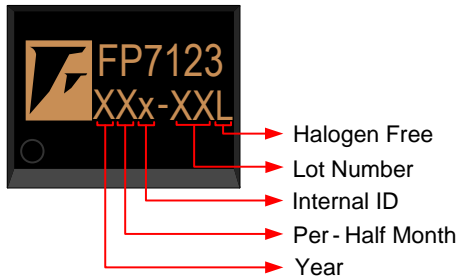 FP7123
XXx-XXL
Halogen Free
Lot Number
Internal ID
Per-Half Month
Year